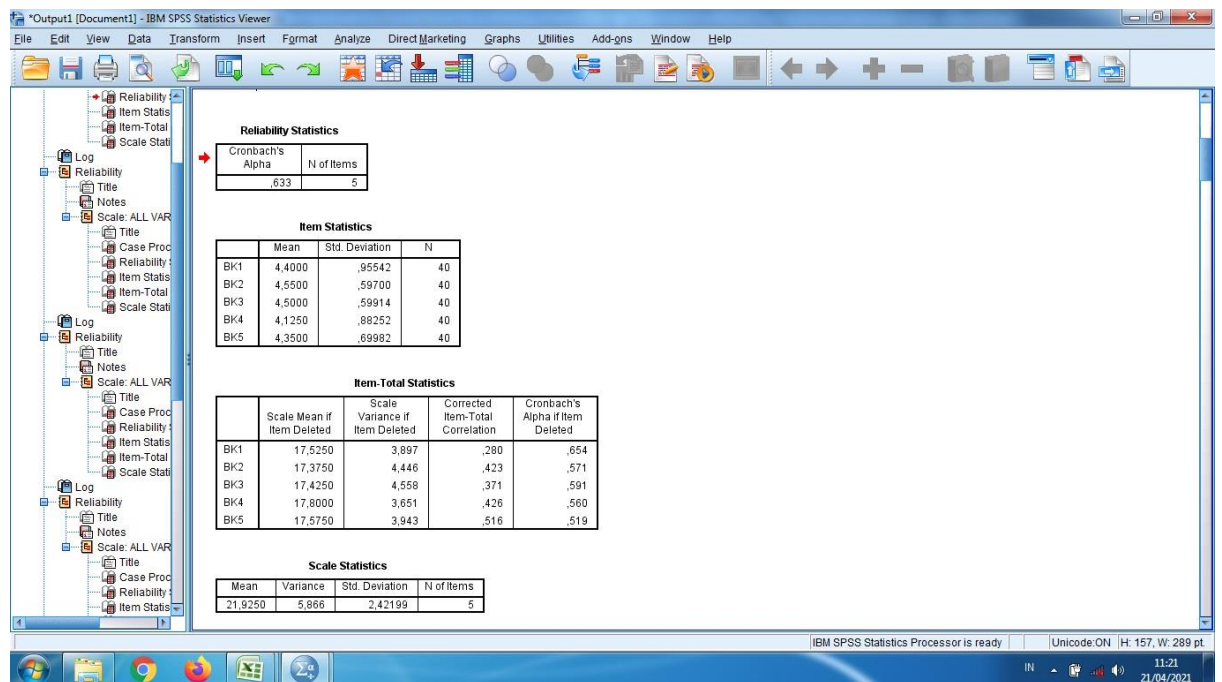 *Output1 [Document1] - IBM SPSS Statistics Viewer
File Edit View Data Transform Insert Format Analyze Direct Marketing Graphs Utilities Add-ons Window Help
Reliability
Item Statis
Item-Total
Scale Stati
Log
Reliability
Title
Notes
Scale: ALL VAR
Title
Case Proc
Reliability
Item Statis
Item-Total
Scale Stati
Log
Reliability
Title
Notes
Scale: ALL VAR
Title
Case Proc
Reliability
Item Statis
Item-Total
Scale Stati
Log
Reliability
Title
Notes
Scale: ALL VAR
Title
Case Proc
Reliability
Item Statis
Reliability Statistics
Cronbach's Alpha N of Items
,633 5
Item Statistics
Mean Std. Deviation N
BK1 4,4000 ,95542 40
BK2 4,5500 ,59700 40
BK3 4,5000 ,59914 40
BK4 4,1250 ,88252 40
BK5 4,3500 ,69982 40
Item-Total Statistics
Scale Mean if Item Deleted Scale Variance if Item Deleted Corrected Item-Total Correlation Cronbach's Alpha if Item Deleted
BK1 17,5250 3,897 ,280 ,654
BK2 17,3750 4,446 ,423 ,571
BK3 17,4250 4,558 ,371 ,591
BK4 17,8000 3,651 ,426 ,560
BK5 17,5750 3,943 ,516 ,519
Scale Statistics
Mean Variance Std. Deviation N of Items
21,9250 5,866 2,42199 5
IBM SPSS Statistics Processor is ready Unicode:ON H: 157, W: 289 pt.
IN 11:21
21/04/2021